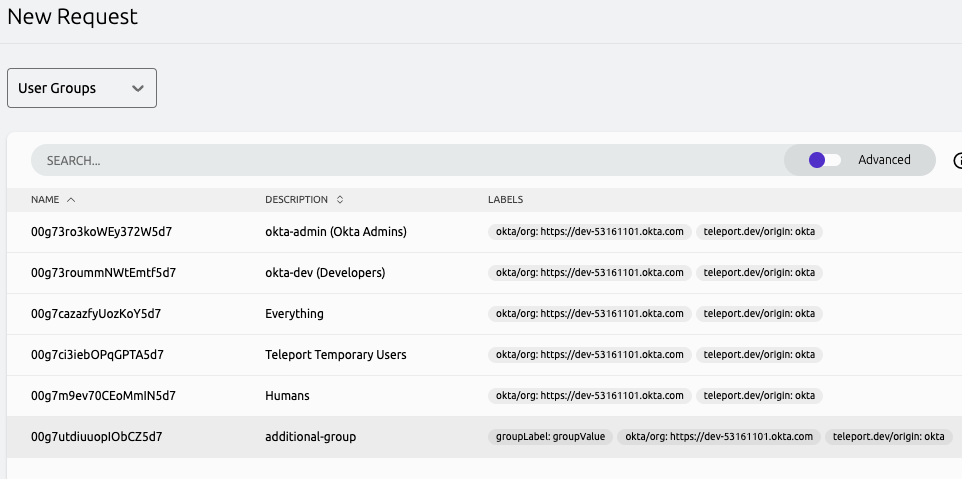 New Request
User Groups
SEARCH... Advanced
NAME DESCRIPTION LABELS
00g73ro3koWEy372W5d7 okta-admin (Okta Admins) okta/org: https://dev-53161101.okta.com teleport.dev/origin: okta
00g73roummNWtEmtf5d7 okta-dev (Developers) okta/org: https://dev-53161101.okta.com teleport.dev/origin: okta
00g7cazazfyUozKoY5d7 Everything okta/org: https://dev-53161101.okta.com teleport.dev/origin: okta
00g7ci3iebOPqGPTA5d7 Teleport Temporary Users okta/org: https://dev-53161101.okta.com teleport.dev/origin: okta
00g7m9ev70CEoMmIN5d7 Humans okta/org: https://dev-53161101.okta.com teleport.dev/origin: okta
00g7utdiuuopIObCZ5d7 additional-group groupLabel: groupValue okta/org: https://dev-53161101.okta.com teleport.dev/origin: okta